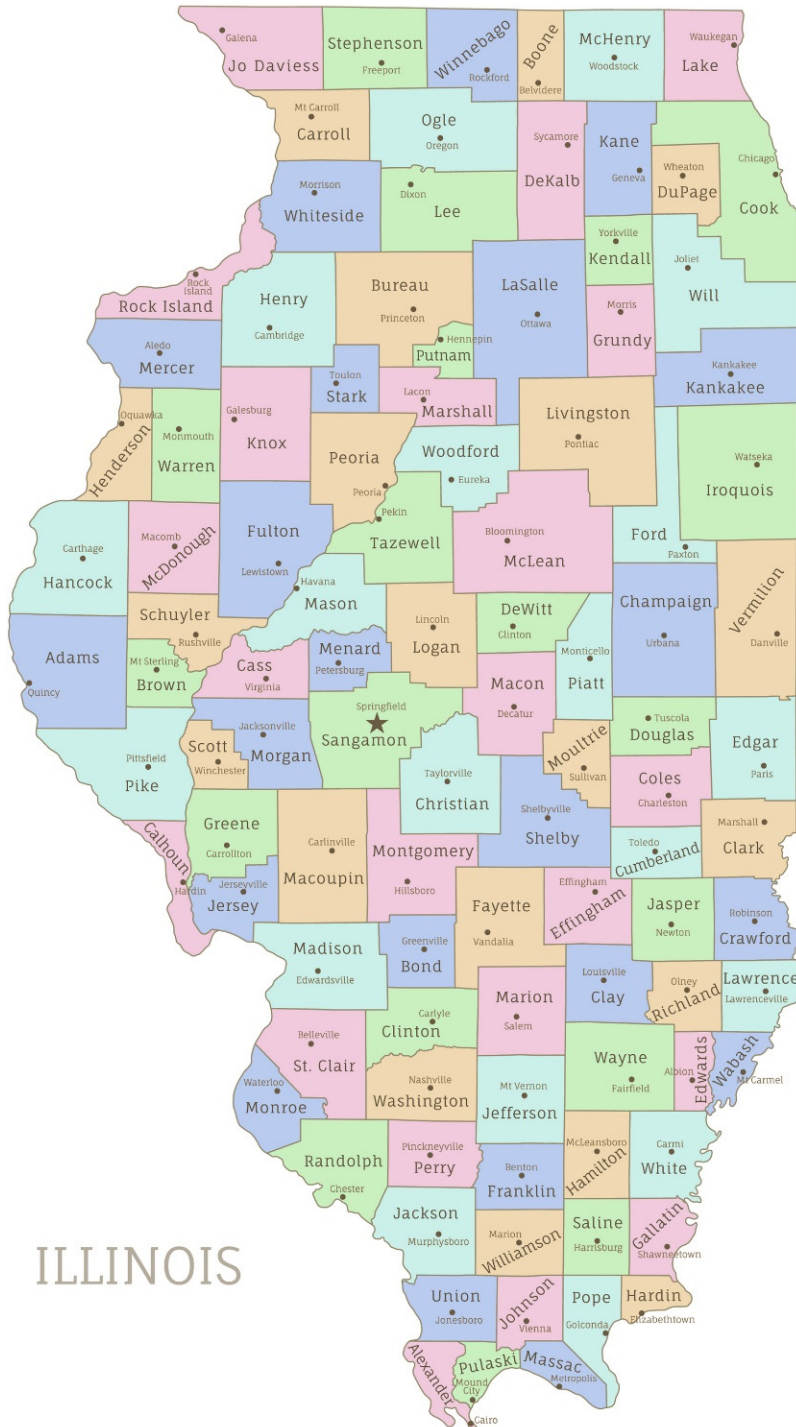 Galena
Jo Daviess
Stephenson
Freeport
Winnebago
Rockford
Boone
Belvidere
McHenry
Woodstock
Waukegan
Lake
Mt Carroll
Carroll
Ogle
Oregon
Sycamore
DeKalb
Kane
Geneva
Wheaton
DuPage
Chicago
Cook
Morrison
Whiteside
Dixon
Lee
Yorkville
Kendall
Joliet
Will
Rock
Island
Rock Island
Henry
Cambridge
Bureau
Princeton
LaSalle
Ottawa
Morris
Grundy
Hennepin
Putnam
Aledo
Mercer
Toulon
Stark
Lacon
Marshall
Kankakee
Kankakee
Oquawka
Henderson
Monmouth
Warren
Galesburg
Knox
Peoria
Peoria
Woodford
Eureka
Livingston
Pontiac
Watseka
Iroquois
Carthage
Hancock
Macomb
McDonough
Fulton
Lewistown
Pekin
Tazewell
Bloomington
McLean
Ford
Paxton
Havana
Mason
Schuyler
Rushville
Lincoln
Logan
DeWitt
Clinton
Champaign
Urbana
Vermilion
Danville
Adams
Quincy
Mt Sterling
Brown
Cass
Virginia
Menard
Petersburg
Monticello
Piatt
Macon
Decatur
Springfield
Sangamon
Jacksonville
Morgan
Scott
Winchester
Pittsfield
Pike
Moultrie
Sullivan
Tuscola
Douglas
Edgar
Paris
Taylorville
Christian
Coles
Charleston
Greene
Carrollton
Carlinville
Macoupin
Montgomery
Hillsboro
Shelbyville
Shelby
Toledo
Cumberland
Marshall
Clark
Calhoun
Hardin
Jerseyville
Jersey
Fayette
Vandalia
Effingham
Effingham
Jasper
Newton
Robinson
Crawford
Madison
Edwardsville
Greenville
Bond
Louisville
Clay
Olney
Richland
Lawrence
Lawrenceville
Marion
Salem
Carlyle
Clinton
Belleville
St. Clair
Wayne
Fairfield
Albion
Edwards
Wabash
Mt Carmel
Waterloo
Monroe
Nashville
Washington
Mt Vernon
Jefferson
Randolph
Chester
Pinckneyville
Perry
McLeansboro
Hamilton
Carmi
White
Benton
Franklin
Jackson
Murphysboro
Marion
Williamson
Saline
Harrisburg
Gallatin
Shawneetown
ILLINOIS
Union
Jonesboro
Johnson
Vienna
Pope
Golconda
Hardin
Elizabethtown
Alexander
Pulaski
Mound
City
Massac
Metropolis
Cairo